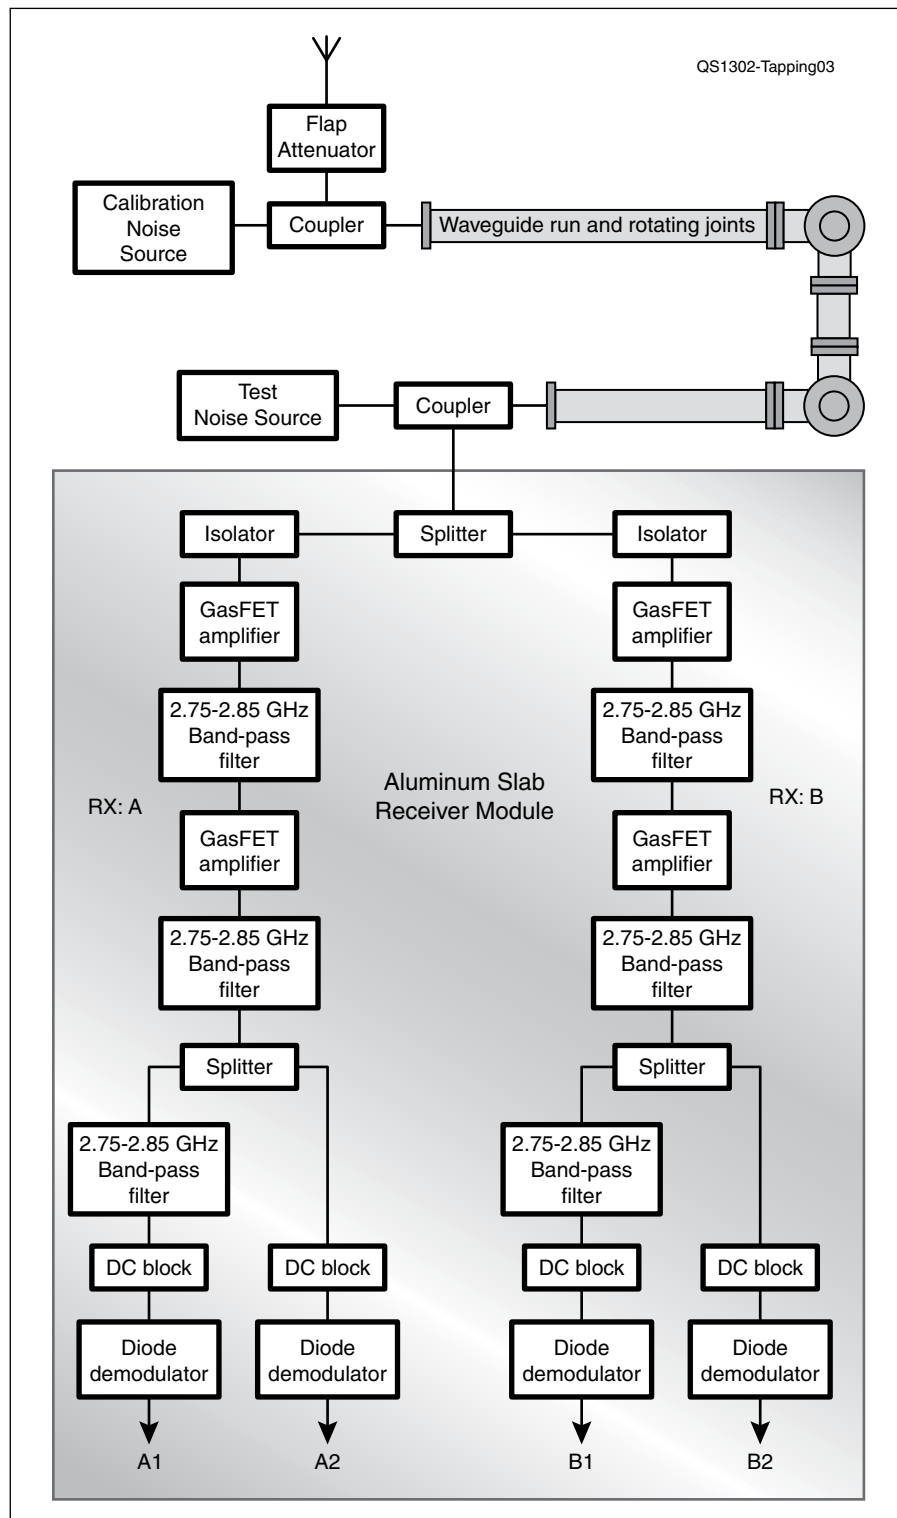 QS1302-Tapping03
Flap
Attenuator
Calibration
Noise
Source
Coupler
Waveguide run and rotating joints
Test
Noise Source
Coupler
Isolator
Splitter
Isolator
GasFET
amplifier
GasFET
amplifier
2.75-2.85 GHz
Band-pass
filter
2.75-2.85 GHz
Band-pass
filter
RX: A
Aluminum Slab
Receiver Module
RX: B
GasFET
amplifier
GasFET
amplifier
2.75-2.85 GHz
Band-pass
filter
2.75-2.85 GHz
Band-pass
filter
Splitter
Splitter
2.75-2.85 GHz
Band-pass
filter
2.75-2.85 GHz
Band-pass
filter
DC block
DC block
DC block
DC block
Diode
demodulator
Diode
demodulator
Diode
demodulator
Diode
demodulator
A1
A2
B1
B2